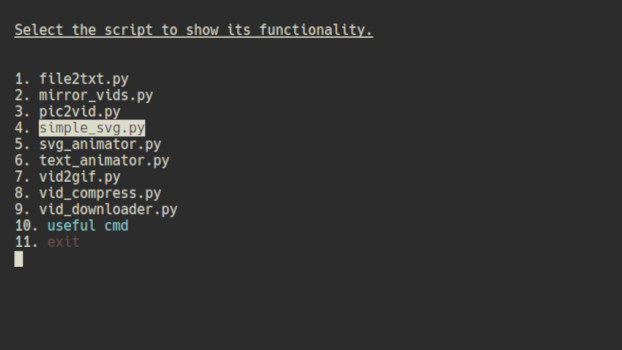 Select the script to show its functionality.
1. file2txt.py
2. mirror_vids.py
3. pic2vid.py
4. simple_svg.py
5. svg_animator.py
6. text_animator.py
7. vid2gif.py
8. vid_compress.py
9. vid_downloader.py
10. useful cmd
11. exit